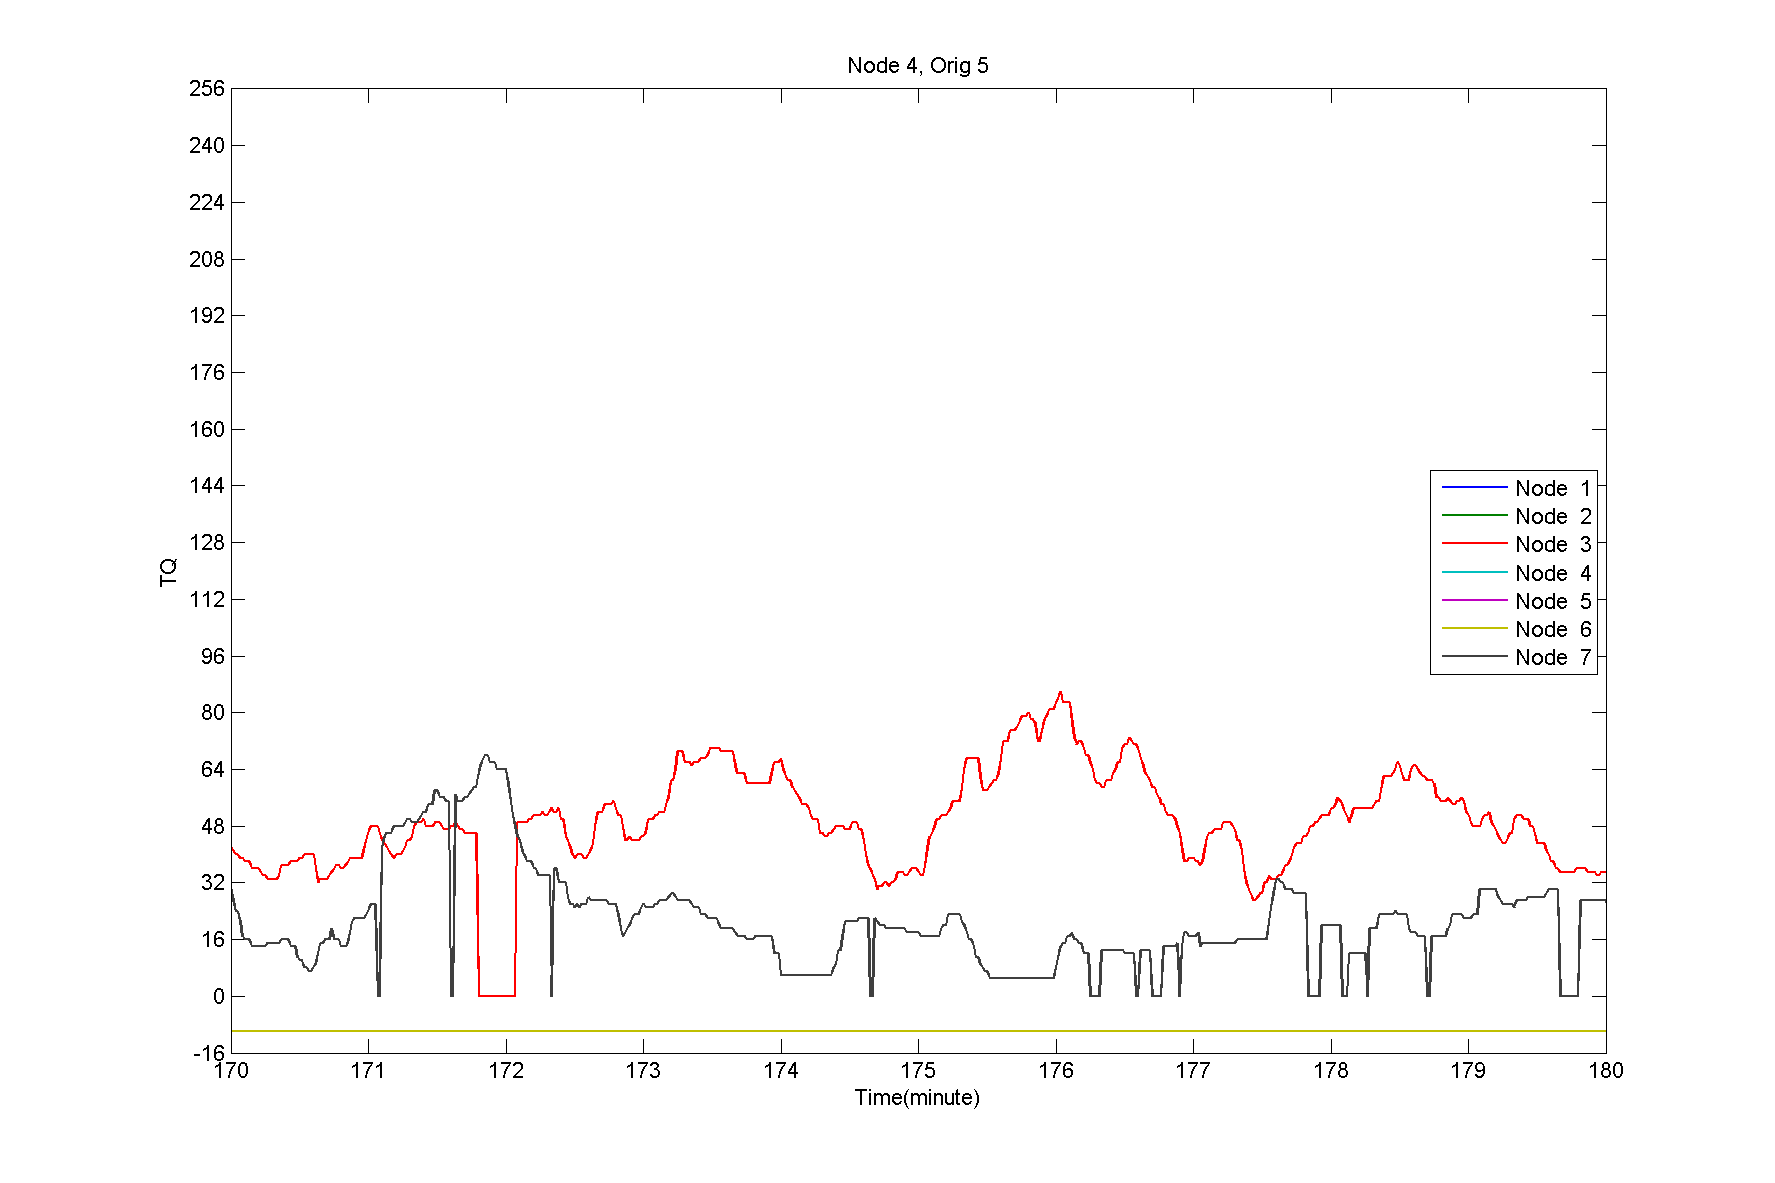 Node 4, Orig 5
256
240
224
208
192
176
160
144
128
112
96
80
64
48
32
16
0
-16
TQ
Node 1
Node 2
Node 3
Node 4
Node 5
Node 6
Node 7
170 171 172 173 174 175 176 177 178 179 180
Time(minute)